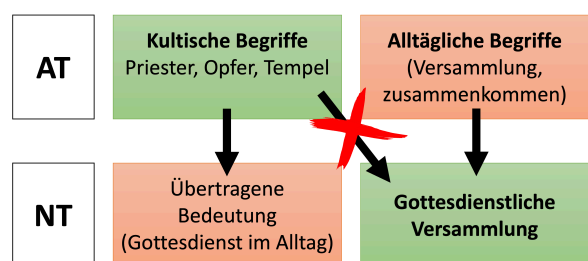 AT
Kultische Begriffe
Priester, Opfer, Tempel
Alltägliche Begriffe
(Versammlung,
zusammenkommen)
NT
Übertragene
Bedeutung
(Gottesdienst im Alltag)
Gottesdienstliche
Versammlung